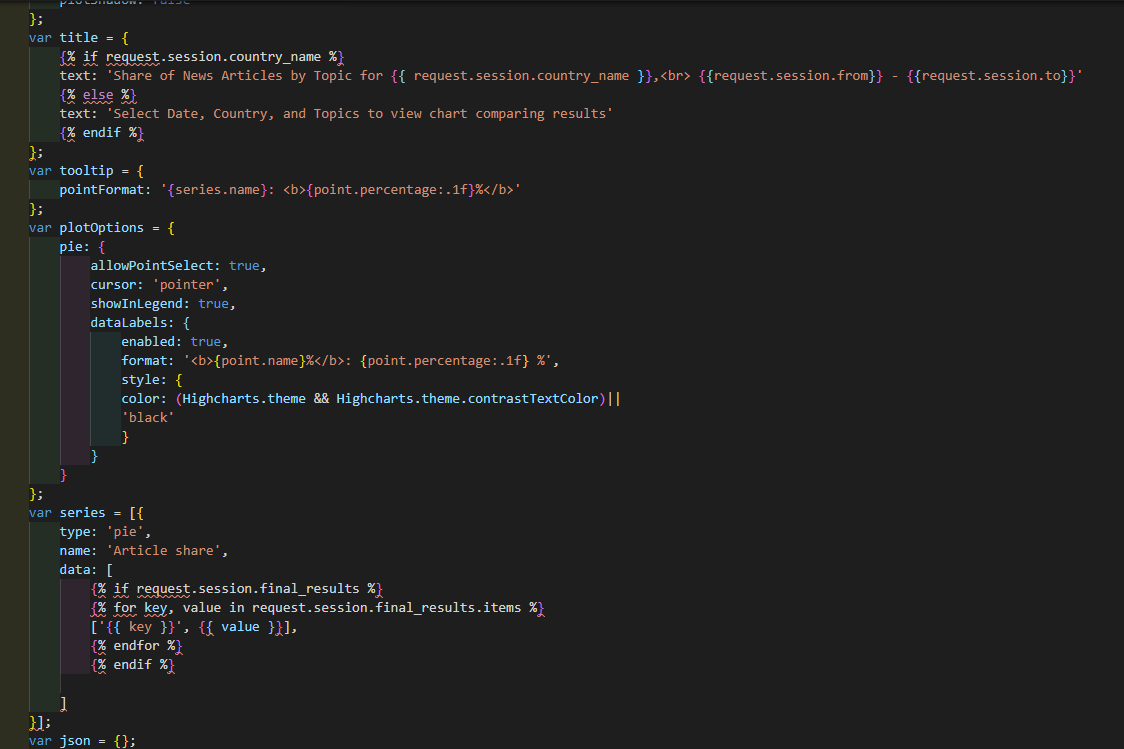 plotShadow: false
};
var title = {
{% if request.session.country_name %}
text: 'Share of News Articles by Topic for {{ request.session.country_name }},<br> {{request.session.from}} - {{request.session.to}}'
{% else %}
text: 'Select Date, Country, and Topics to view chart comparing results'
{% endif %}
};
var tooltip = {
pointFormat: '{series.name}: <b>{point.percentage:.1f}%</b>'
};
var plotOptions = {
pie: {
allowPointSelect: true,
cursor: 'pointer',
showInLegend: true,
dataLabels: {
enabled: true,
format: '<b>{point.name}%</b>: {point.percentage:.1f} %',
style: {
color: (Highcharts.theme && Highcharts.theme.contrastTextColor)||
'black'
}
}
}
};
var series = [{
type: 'pie',
name: 'Article share',
data: [
{% if request.session.final_results %}
{% for key, value in request.session.final_results.items %}
['{{ key }}', {{ value }}],
{% endfor %}
{% endif %}
]
}];
var json = {};